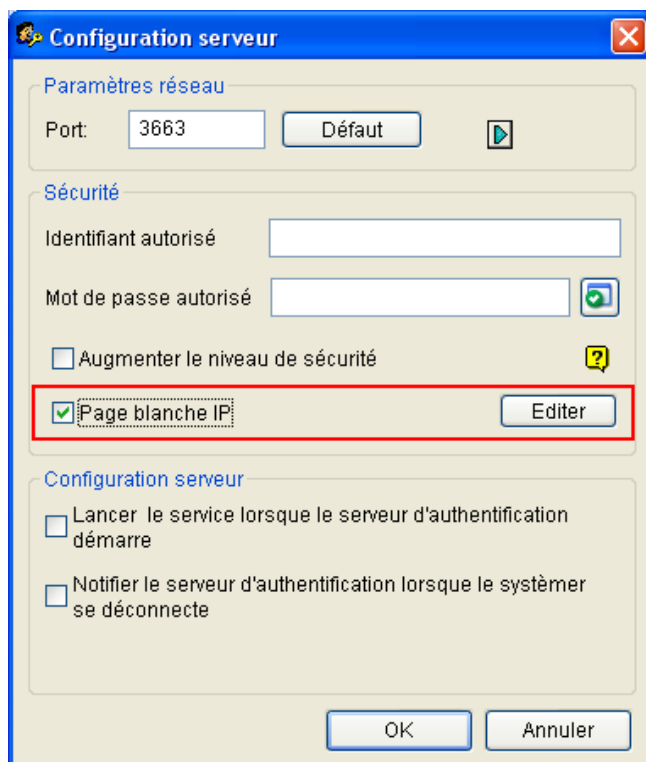 Configuration serveur
Paramètres réseau
Port: 3663 Défaut
Sécurité
Identifiant autorisé
Mot de passe autorisé
Augmenter le niveau de sécurité
Page blanche IP Editer
Configuration serveur
Lancer le service lorsque le serveur d'authentification
démarre
Notifier le serveur d'authentification lorsque le systèmer
se déconnecte
OK Annuler